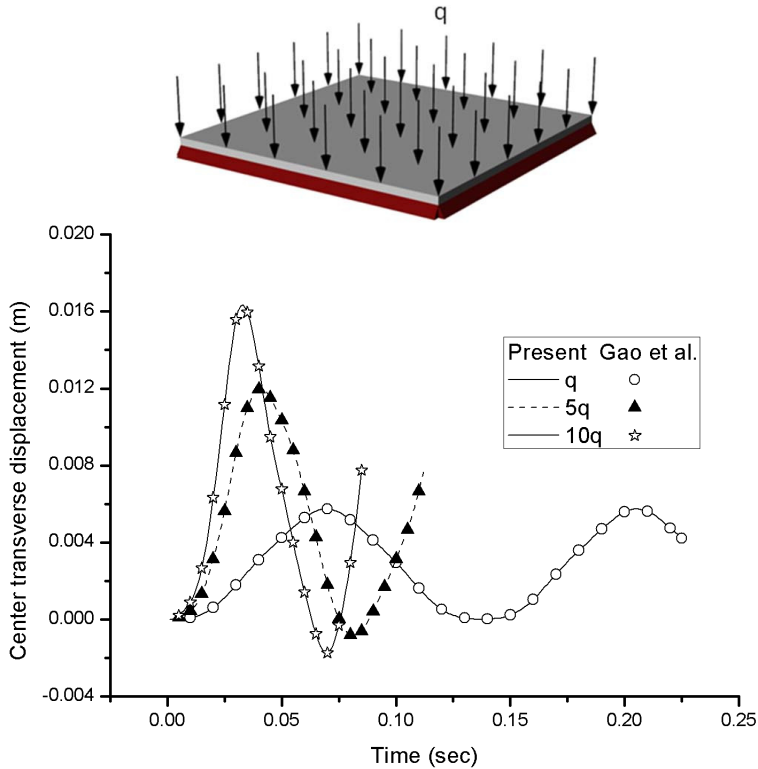 q
0.020
0.016
0.012
0.008
0.004
0.000
-0.004
Center transverse displacement (m)
Present Gao et al.
q
5q
10q
0.00 0.05 0.10 0.15 0.20 0.25
Time (sec)